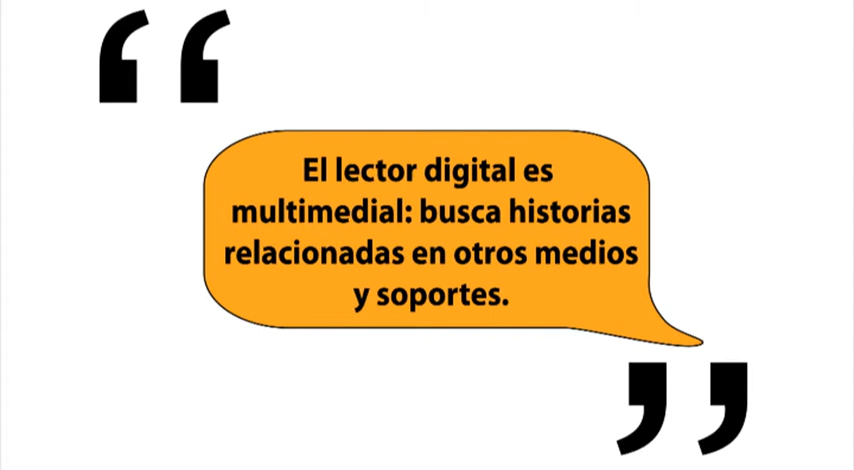 “
El lector digital es
multimedial: busca historias
relacionadas en otros medios
y soportes.
”